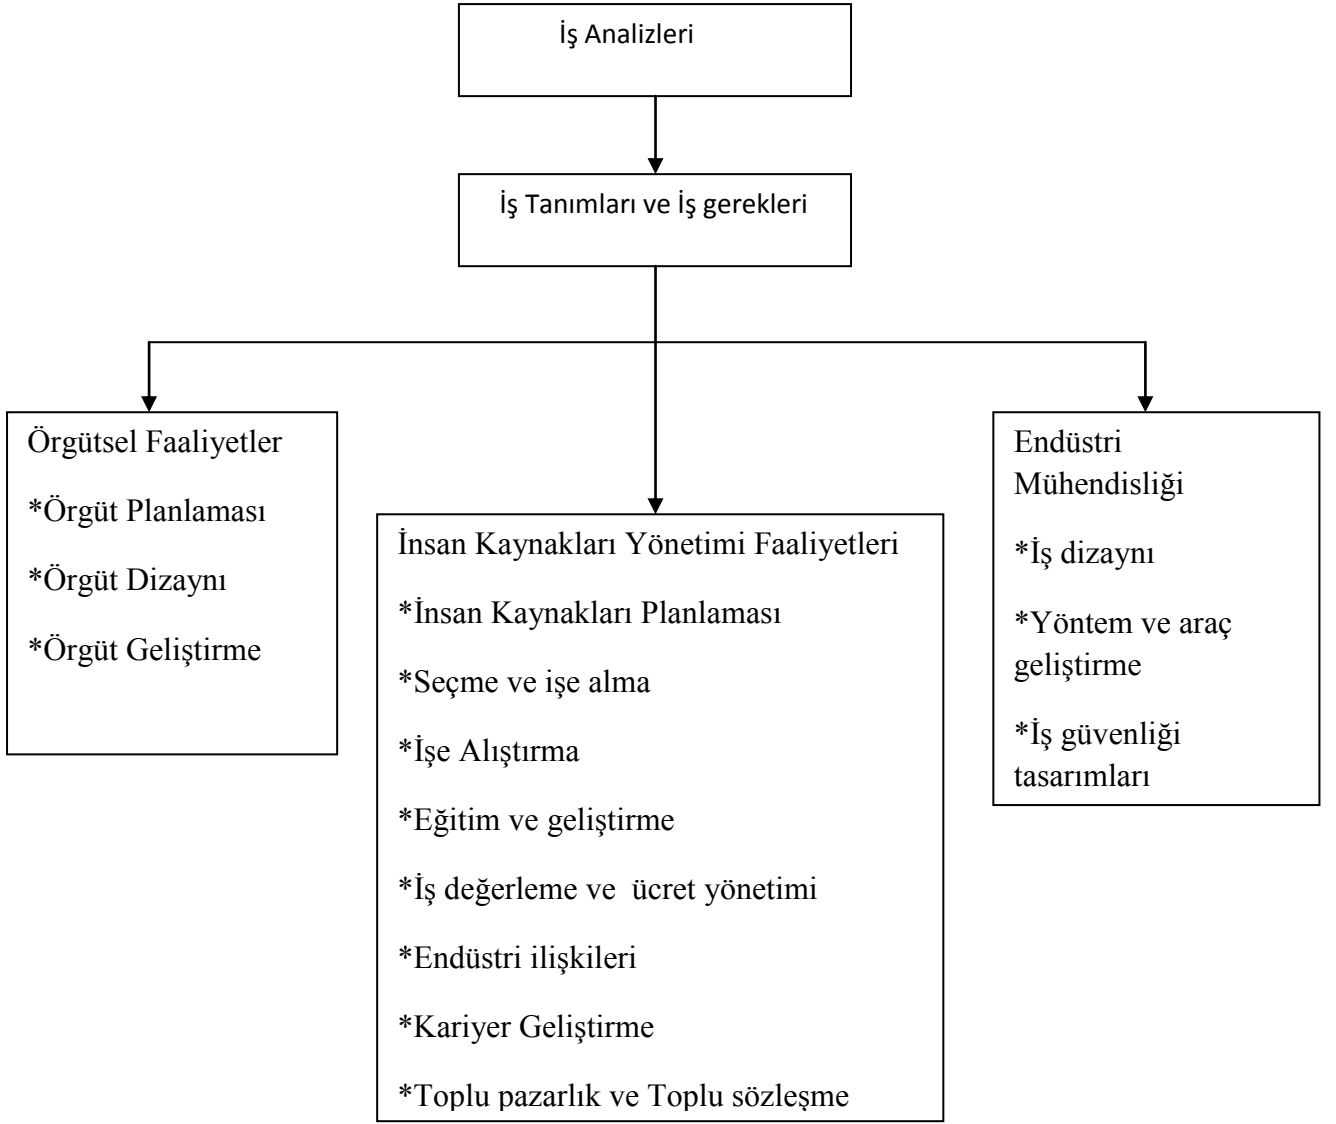 İş Analizleri
İş Tanımları ve İş gerekleri
Örgütsel Faaliyetler
*Örgüt Planlaması
*Örgüt Dizaynı
*Örgüt Geliştirme
İnsan Kaynakları Yönetimi Faaliyetleri
*İnsan Kaynakları Planlaması
*Seçme ve işe alma
*İşe Alıştırma
*Eğitim ve geliştirme
*İş değerleme ve  ücret yönetimi
*Endüstri ilişkileri
*Kariyer Geliştirme
*Toplu pazarlık ve Toplu sözleşme
Endüstri
Mühendisliği
*İş dizaynı
*Yöntem ve araç
geliştirme
*İş güvenliği
tasarımları